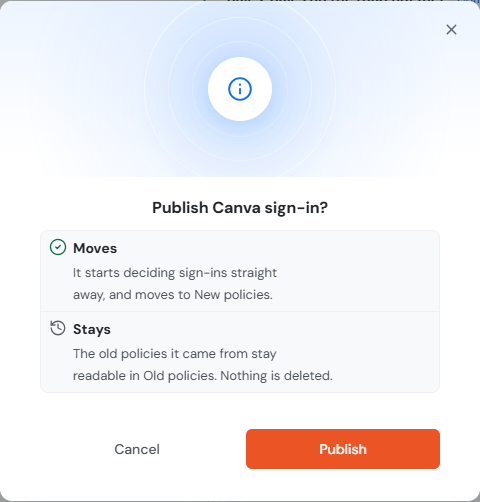 Publish Canva sign-in?
Moves
It starts deciding sign-ins straight
away, and moves to New policies.
Stays
The old policies it came from stay
readable in Old policies. Nothing is deleted.
Cancel
Publish